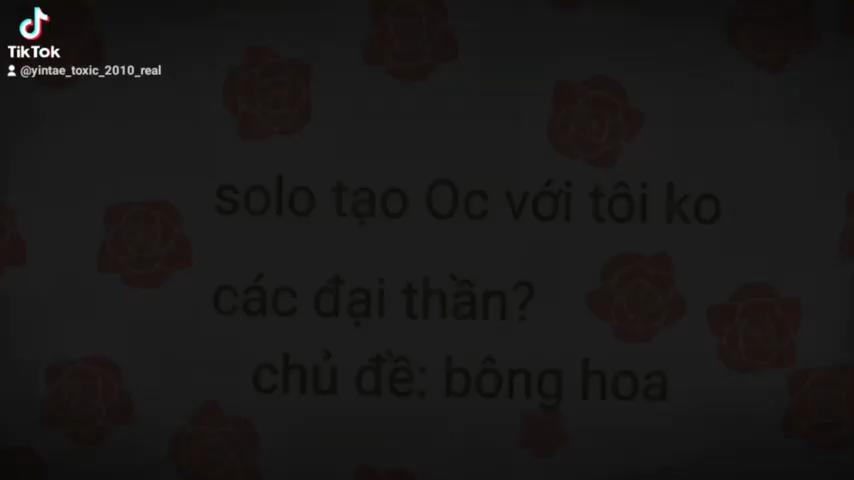 TikTok
@yintae_toxic_2010_real
solo tạo Oc với tôi ko
các đại thần?
chủ đề: bông hoa